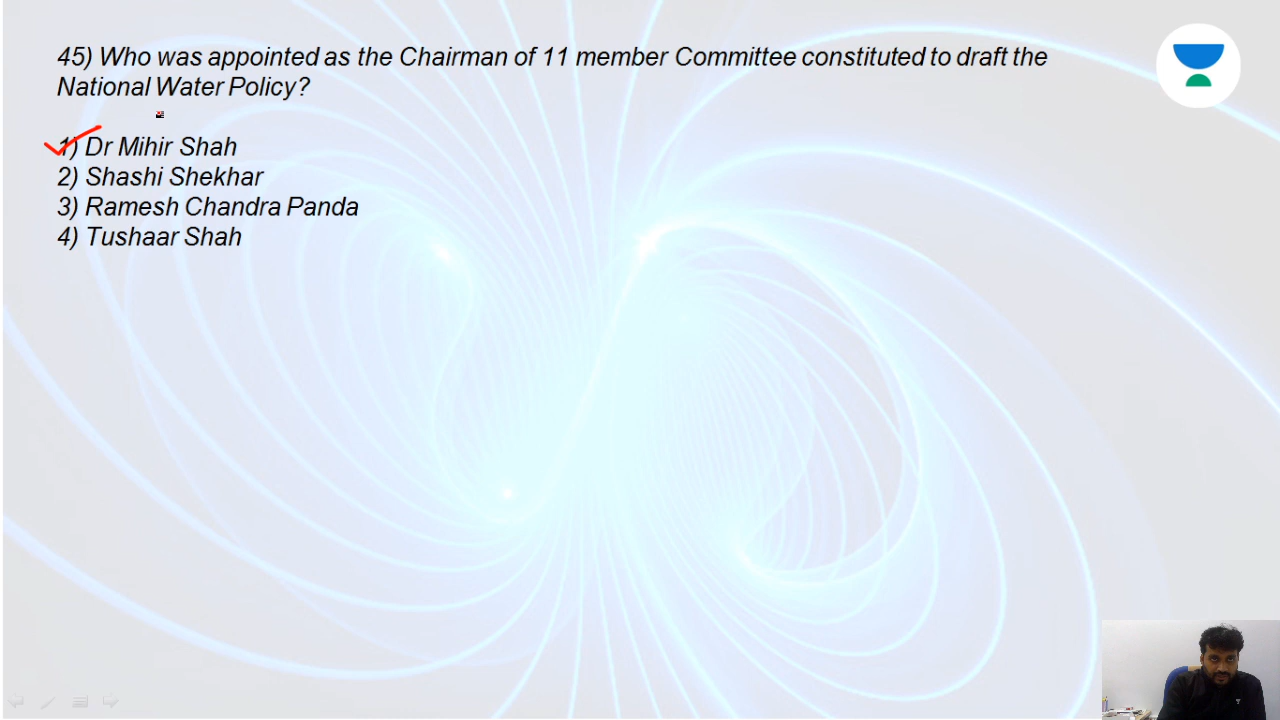 45) Who was appointed as the Chairman of 11 member Committee constituted to draft the
National Water Policy?
1) Dr Mihir Shah
2) Shashi Shekhar
3) Ramesh Chandra Panda
4) Tushaar Shah